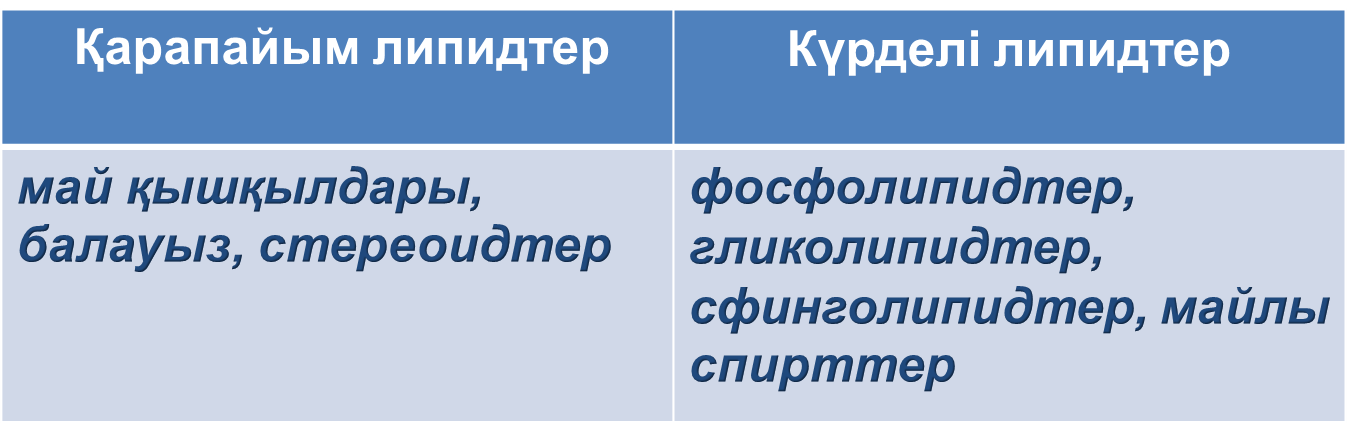 Қарапайым липидтер
Күрделі липидтер
май қышқылдары,
балауыз, стереоидтер
фосфолипидтер,
гликолипидтер,
сфинголипидтер, майлы
спирттер